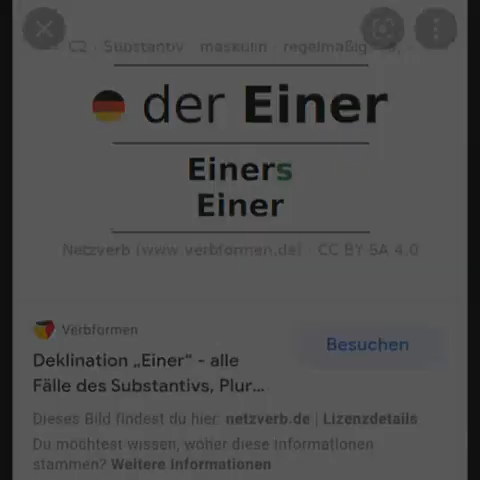 C2 · Substantiv · maskulin · regelmäßig · -s, -
der Einer
Einers
Einer
Netzverb (www.verbformen.de) · CC BY-SA 4.0
Verbformen
Deklination „Einer“ - alle
Fälle des Substantivs, Plur...
Besuchen
Dieses Bild findest du hier: netzverb.de | Lizenzdetails
Du möchtest wissen, woher diese Informationen
stammen? Weitere Informationen